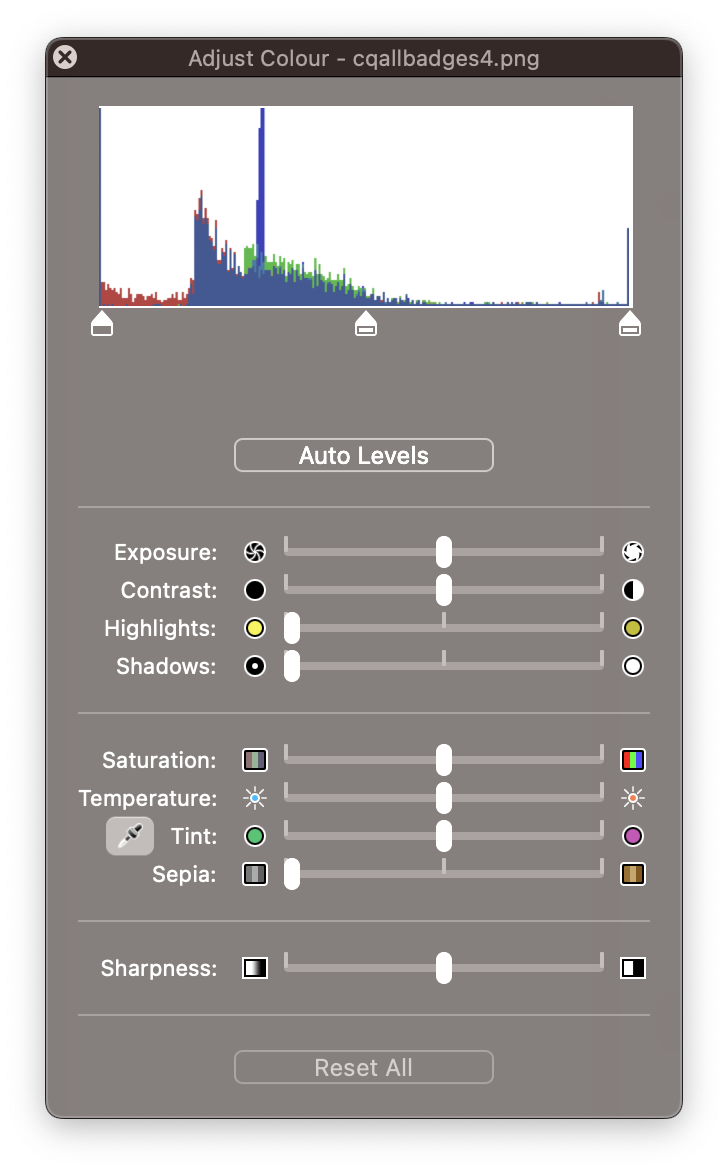 Adjust Colour - cqallbadges4.png
Auto Levels
Exposure:
Contrast:
Highlights:
Shadows:
Saturation:
Temperature:
Tint:
Sepia:
Sharpness:
Reset All